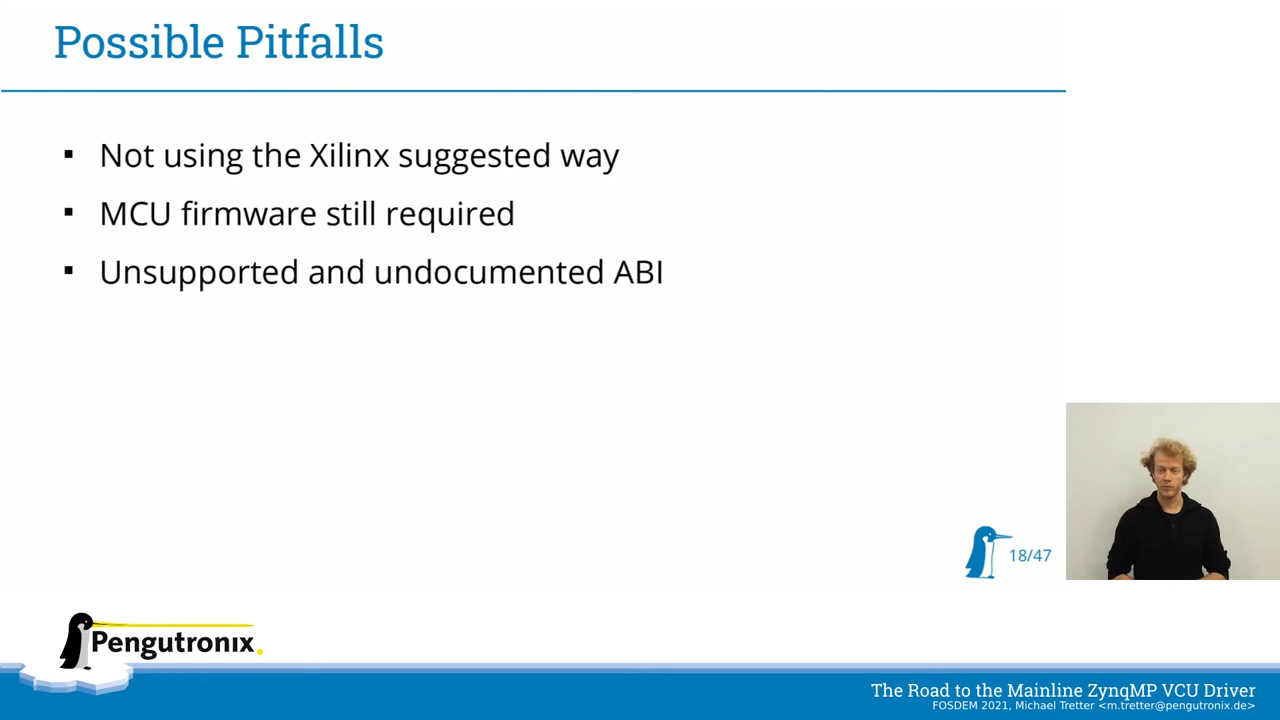 Possible Pitfalls
▪ Not using the Xilinx suggested way
▪ MCU firmware still required
▪ Unsupported and undocumented ABI
18/47
Pengutronix.
The Road to the Mainline ZynqMP VCU Driver
FOSDEM 2021, Michael Tretter <m.tretter@pengutronix.de>